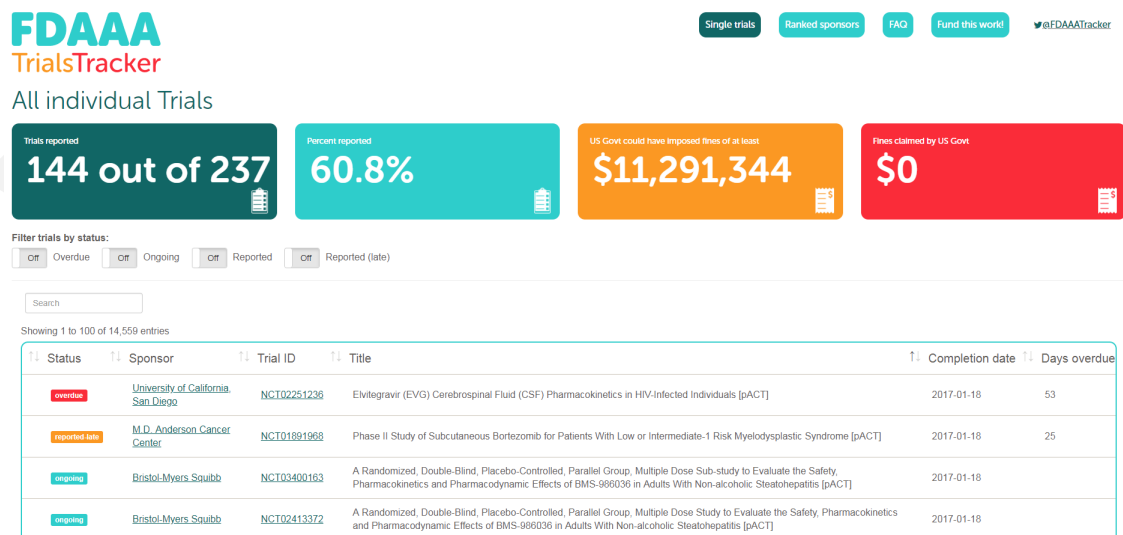 FDAAA
TrialsTracker
Single trials Ranked sponsors FAQ Fund this work! @FDAAATracker
All individual Trials
Trials reported
144 out of 237
Percent reported
60.8%
US Govt could have imposed fines of at least
$11,291,344
Fines claimed by US Govt
$0
Filter trials by status:
Off Overdue Off Ongoing Off Reported Off Reported (late)
Search
Showing 1 to 100 of 14,559 entries
Status Sponsor Trial ID Title Completion date Days overdue
overdue
University of California,
San Diego
NCT02251236
Elvitegravir (EVG) Cerebrospinal Fluid (CSF) Pharmacokinetics in HIV-Infected Individuals [pACT]
2017-01-18
53
reported-late
M.D. Anderson Cancer
Center
NCT01891968
Phase II Study of Subcutaneous Bortezomib for Patients With Low or Intermediate-1 Risk Myelodysplastic Syndrome [pACT]
2017-01-18
25
ongoing
Bristol-Myers Squibb
NCT03400163
A Randomized, Double-Blind, Placebo-Controlled, Parallel Group, Multiple Dose Sub-study to Evaluate the Safety,
Pharmacokinetics and Pharmacodynamic Effects of BMS-986036 in Adults With Non-alcoholic Steatohepatitis [pACT]
2017-01-18
ongoing
Bristol-Myers Squibb
NCT02413372
A Randomized, Double-Blind, Placebo-Controlled, Parallel Group, Multiple Dose Study to Evaluate the Safety, Pharmacokinetics
and Pharmacodynamic Effects of BMS-986036 in Adults With Non-alcoholic Steatohepatitis [pACT]
2017-01-18